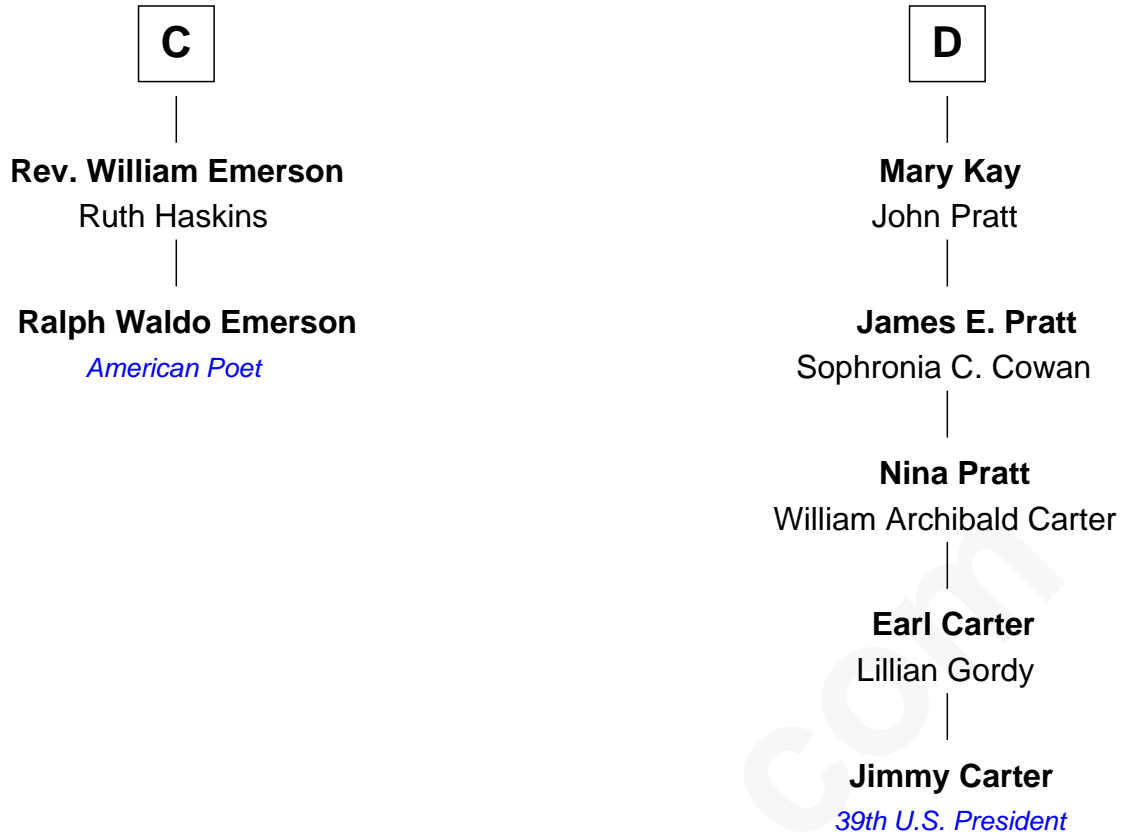 C
Rev. William Emerson
Ruth Haskins
Ralph Waldo Emerson
American Poet
D
Mary Kay
John Pratt
James E. Pratt
Sophronia C. Cowan
Nina Pratt
William Archibald Carter
Earl Carter
Lillian Gordy
Jimmy Carter
39th U.S. President
com